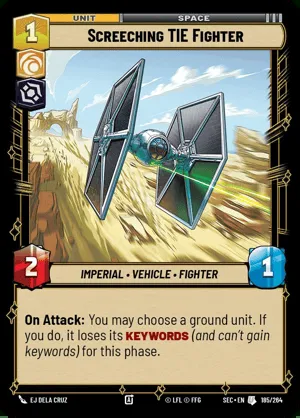 UNIT
SPACE
1
SCREECHING TIE FIGHTER
2
1
IMPERIAL • VEHICLE • FIGHTER
On Attack: You may choose a ground unit. If
you do, it loses its KEYWORDS (and can't gain
keywords) for this phase.
EJ DELA CRUZ
© LFL © FFG
SEC • EN
185/264